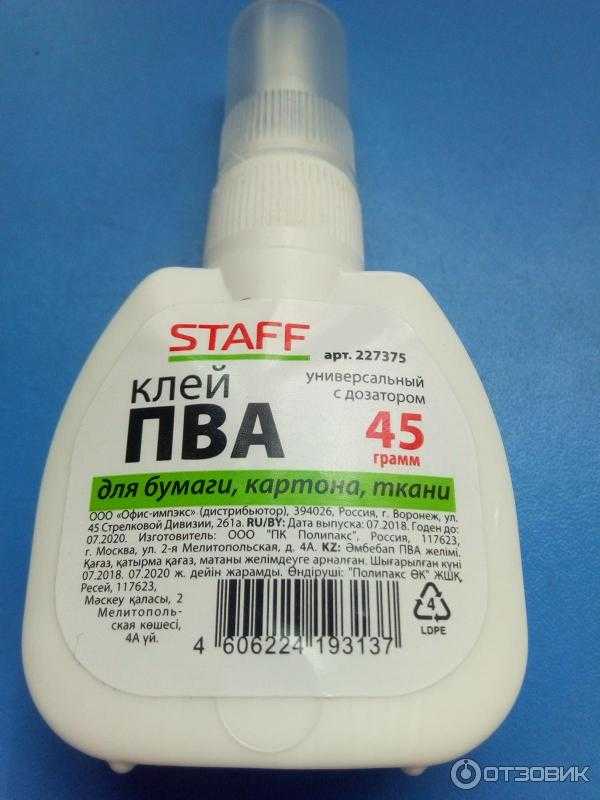 STAFF
арт. 227375
клей
ПВА
универсальный
с дозатором
45
грамм
для бумаги, картона, ткани
ООО «Офис-импэкс» (дистрибьютор), 394026, Россия, г. Воронеж, ул.
45 Стрелковой Дивизии, 261а. RU/BY: Дата выпуска: 07.2018. Годен до:
07.2020. Изготовитель: ООО "ПК Полипакс", Россия, 117623,
г. Москва, ул. 2-я Мелитопольская, д. 4А. KZ: Әмбебап ПВА желімі.
Қағаз, қатырма қағаз, матаны желімдеуге арналған. Шығарылған күні
07.2018. 07.2020 ж. дейін жарамды. Өндіруші: "Полипакс ӨК" ЖШҚ,
Ресей, 117623,
Мәскеу қаласы, 2
Мелитополь-
ская көшесі,
4А үй.
4
LDPE
4 606224 193137
ОТЗОВИК